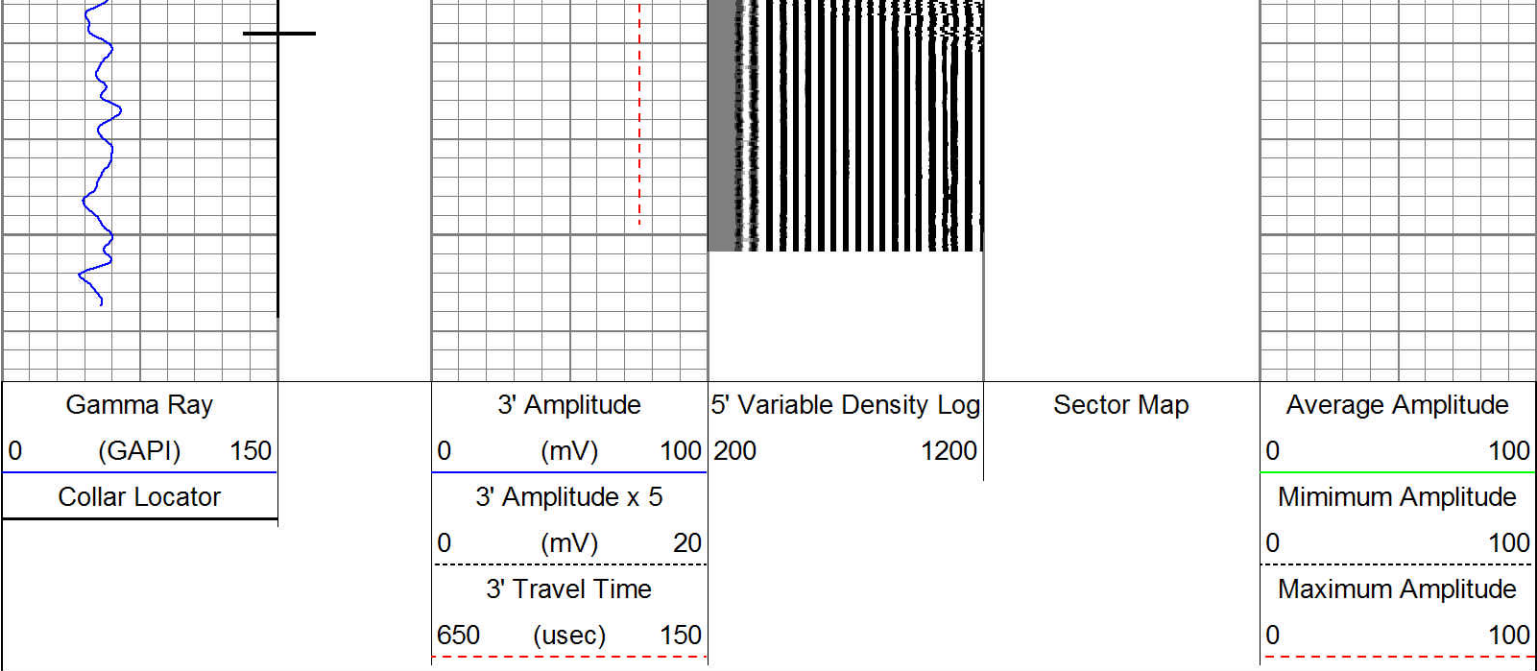 Gamma Ray
0 (GAPI) 150
Collar Locator
3' Amplitude
0 (mV) 100
3' Amplitude x 5
0 (mV) 20
3' Travel Time
650 (usec) 150
5' Variable Density Log
200 1200
Sector Map
Average Amplitude
0 100
Mimimum Amplitude
0 100
Maximum Amplitude
0 100